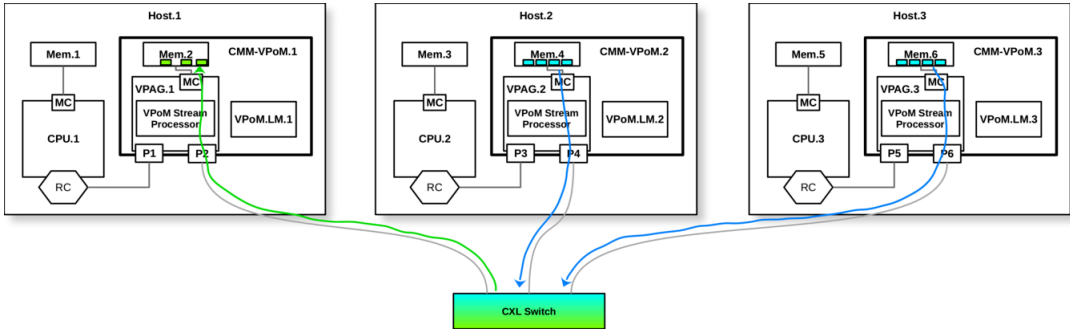 Host.1
Mem.1
Mem.2
CMM-VPoM.1
MC
VPAG.1
MC
VPoM Stream
Processor
VPoM.LM.1
CPU.1
P1
P2
RC
Host.2
Mem.3
Mem.4
CMM-VPoM.2
MC
VPAG.2
MC
VPoM Stream
Processor
VPoM.LM.2
CPU.2
P3
P4
RC
Host.3
Mem.5
Mem.6
CMM-VPoM.3
MC
VPAG.3
MC
VPoM Stream
Processor
VPoM.LM.3
CPU.3
P5
P6
RC
CXL Switch